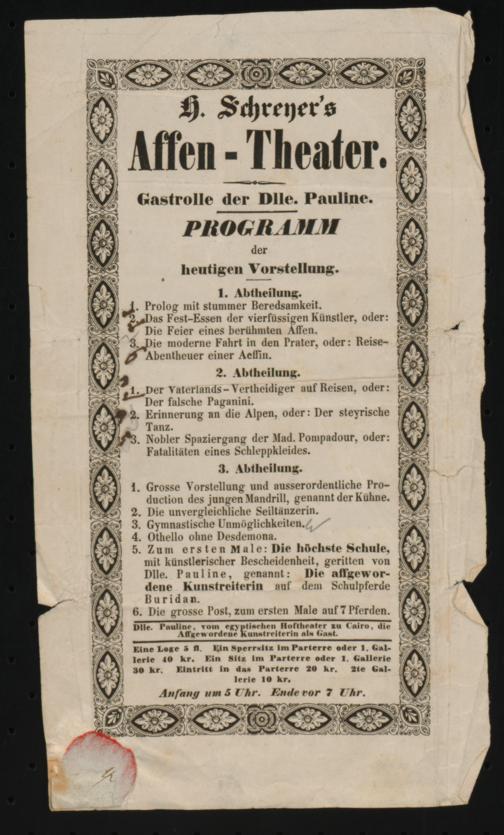 H. Schreyer's
Affen-Theater.
Gastrolle der Dlle. Pauline.
PROGRAMM
der
heutigen Vorstellung.
1. Abtheilung.
1. Prolog mit stummer Beredsamkeit.
2. Das Fest-Essen der vierfüssigen Künstler, oder:
Die Feier eines berühmten Affen.
3. Die moderne Fahrt in den Prater, oder: Reise-
Abentheuer einer Aeffin.
2. Abtheilung.
1. Der Vaterlands-Vertheidiger auf Reisen, oder:
Der falsche Paganini.
2. Erinnerung an die Alpen, oder: Der steyrische
Tanz.
3. Nobler Spaziergang der Mad. Pompadour, oder:
Fatalitäten eines Schleppkleides.
3. Abtheilung.
1. Grosse Vorstellung und ausserordentliche Pro-
duction des jungen Mandrill, genannt der Kühne.
2. Die unvergleichliche Seiltänzerin.
3. Gymnastische Unmöglichkeiten.
4. Othello ohne Desdemona.
5. Zum ersten Male: Die höchste Schule,
mit künstlerischer Bescheidenheit, geritten von
Dlle. Pauline, genannt: Die affgewor-
dene Kunstreiterin auf dem Schulpferde
Buridan.
6. Die grosse Post, zum ersten Male auf 7 Pferden.
Dlle. Pauline, vom egyptischen Hoftheater zu Cairo, die
Affgewordene Kunstreiterin als Gast.
Eine Loge 5 fl. Ein Sperrsitz im Parterre oder 1. Gal-
lerie 40 kr. Ein Sitz im Parterre oder 1. Gallerie
30 kr. Eintritt in das Parterre 20 kr. 2te Gal-
lerie 10 kr.
Anfang um 5 Uhr. Ende vor 7 Uhr.